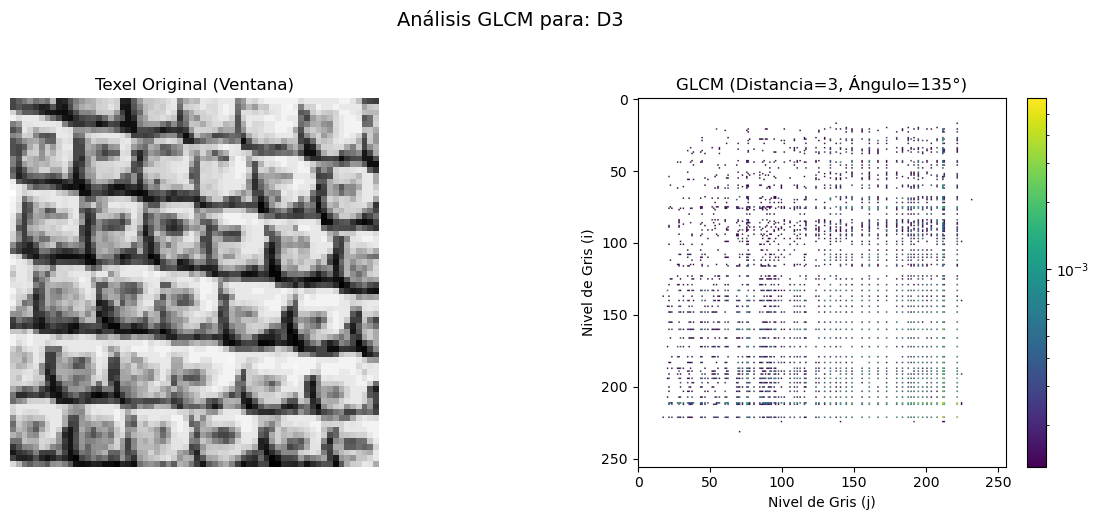 Análisis GLCM para: D3
Texel Original (Ventana)
GLCM (Distancia=3, Ángulo=135°)
0
50
100
150
200
250
Nivel de Gris (i)
0
50
100
150
200
250
Nivel de Gris (j)
10⁻³